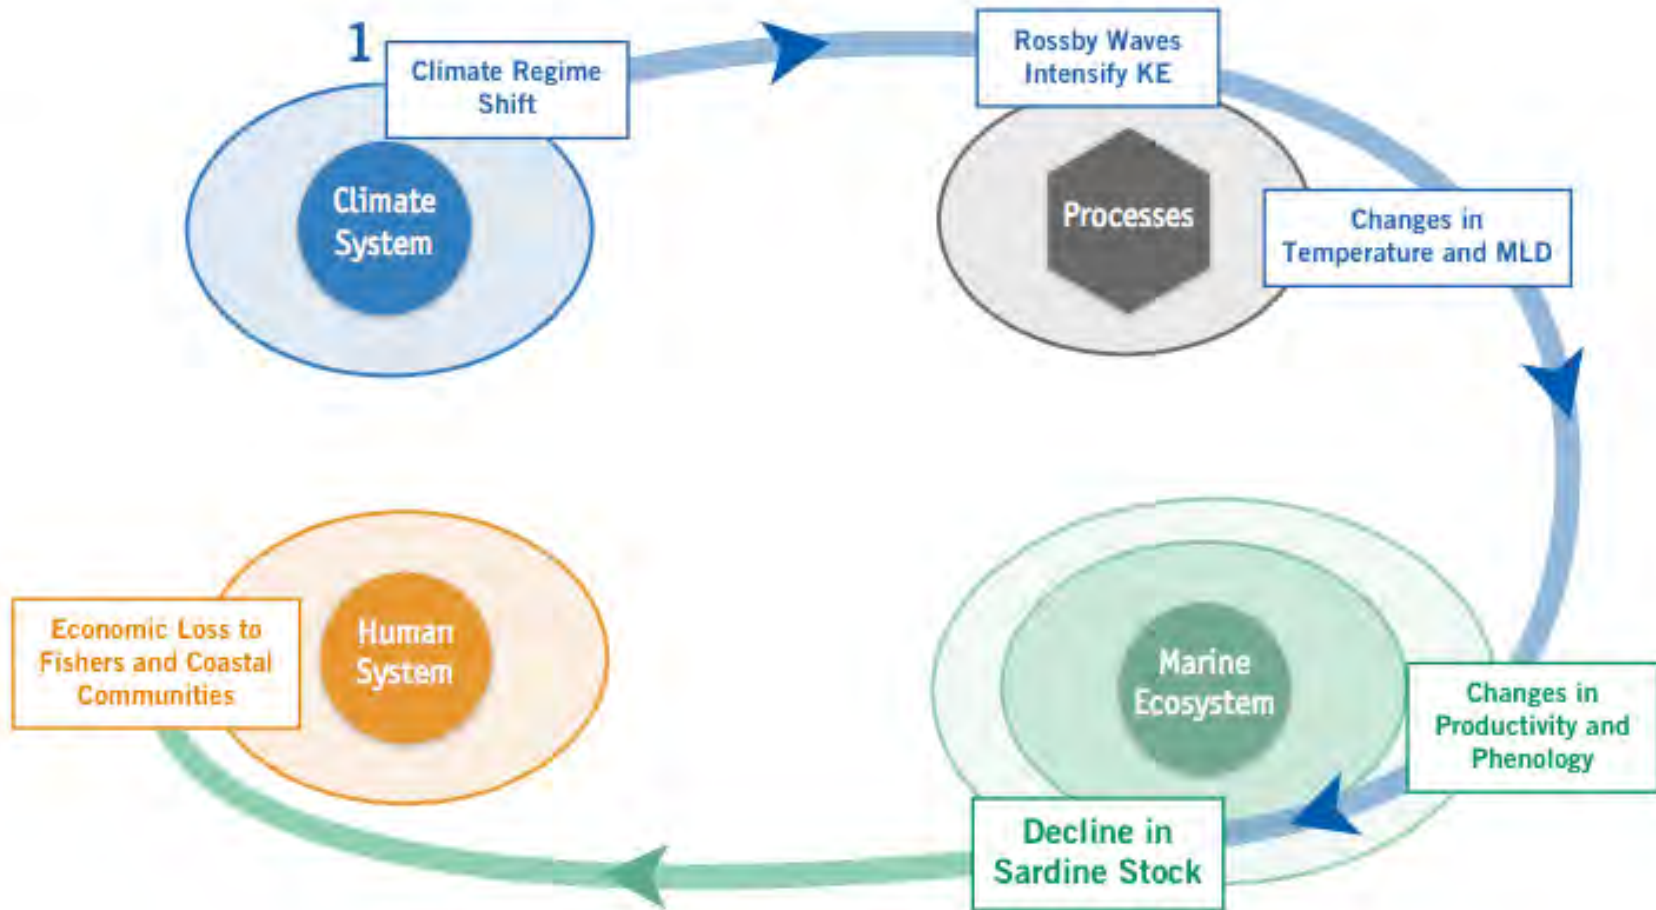 1
Climate Regime
Shift
Rossby Waves
Intensify KE
Climate
System
Processes
Changes in
Temperature and MLD
Economic Loss to
Fishers and Coastal
Communities
Human
System
Marine
Ecosystem
Changes in
Productivity and
Phenology
Decline in
Sardine Stock